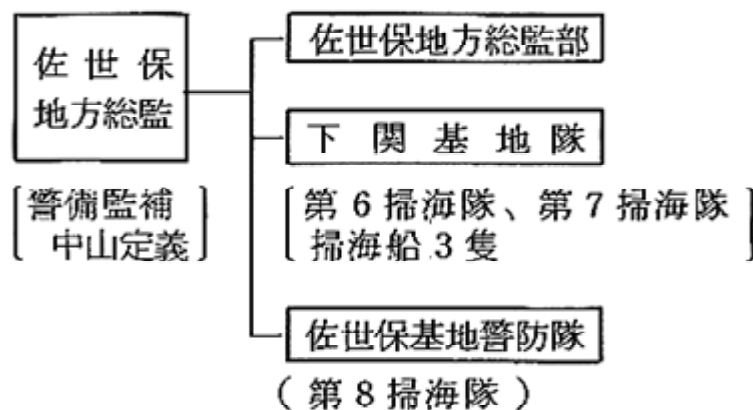 佐世保
地方総監
〔警備監補
中山定義〕
佐世保地方総監部
下関基地隊
〔第6掃海隊、第7掃海隊
掃海船3隻〕
佐世保基地警防隊
(第8掃海隊)